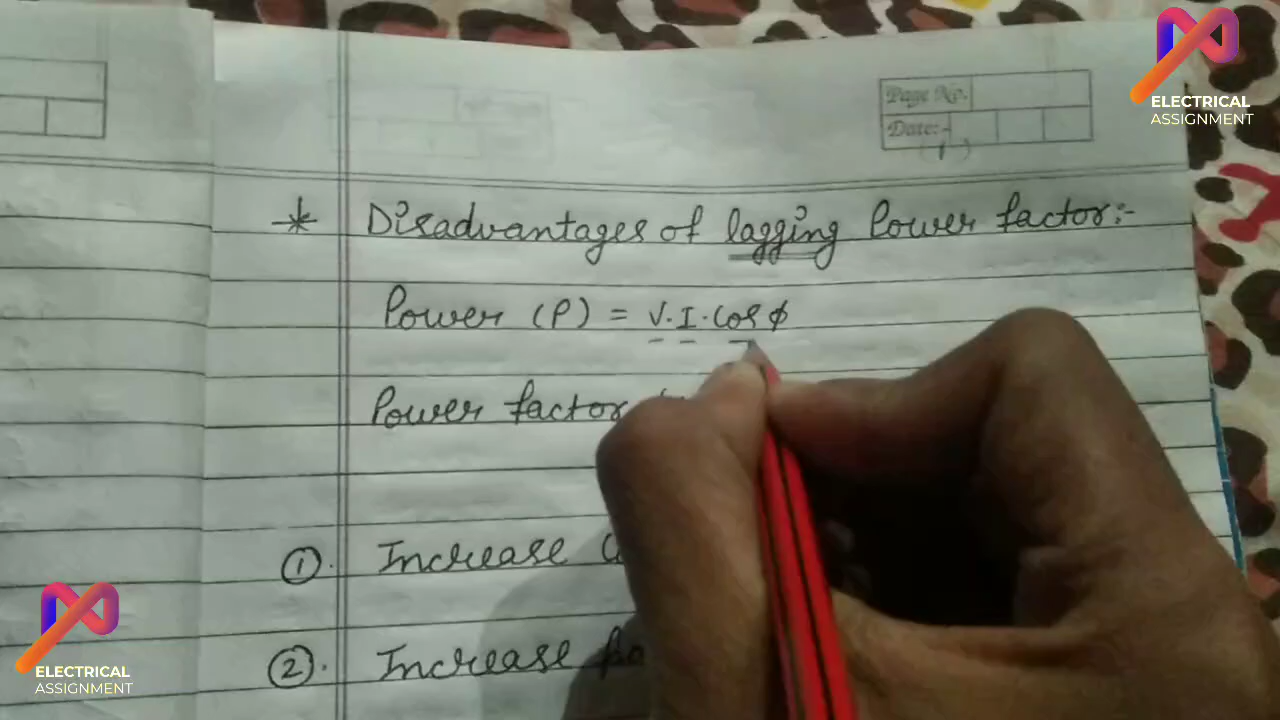 ELECTRICAL
ASSIGNMENT
Page No.
Date:-
* Disadvantages of lagging Power factor:-
Power (P) = V.I.Cosϕ
Power factor
①. Increase
②. Increase
ELECTRICAL
ASSIGNMENT